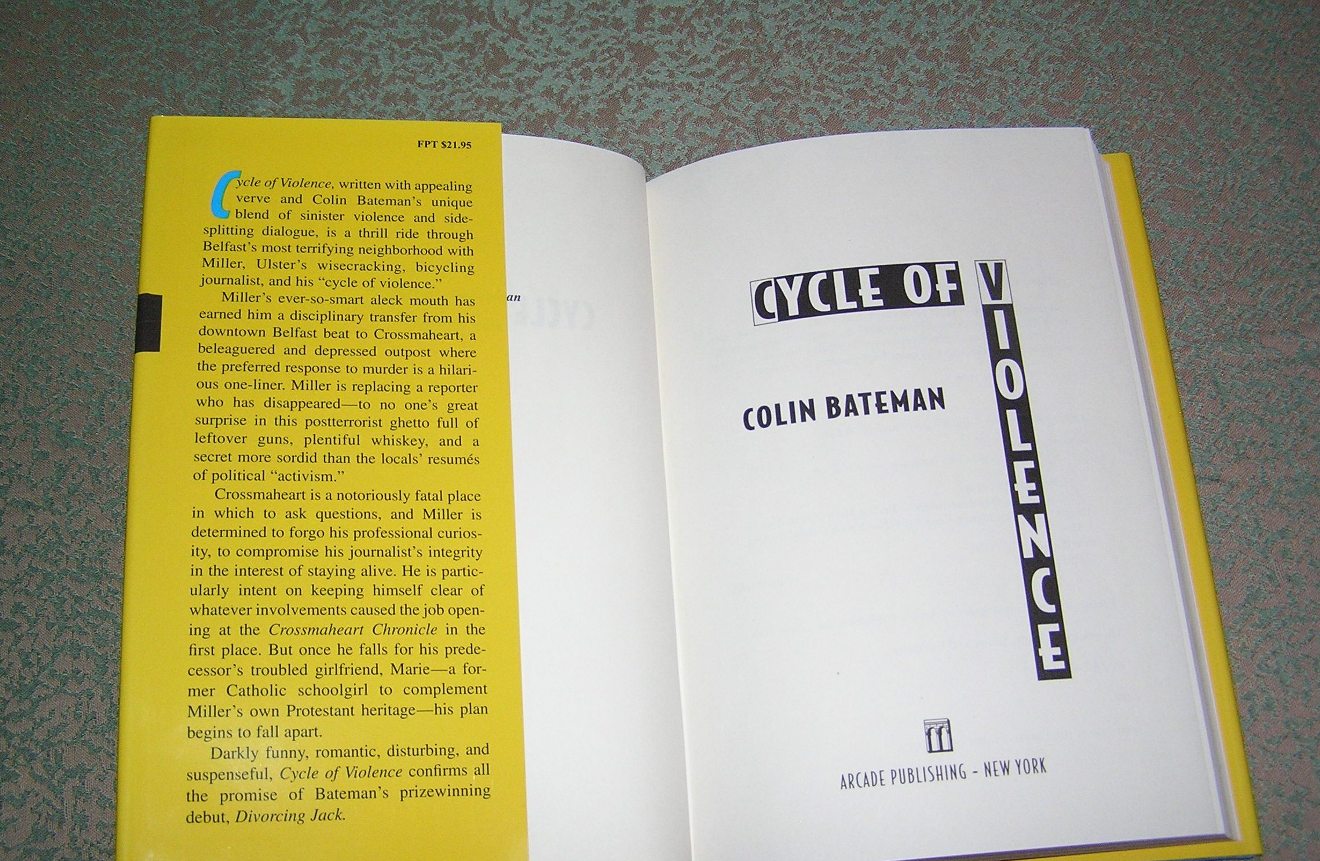 FPT $21.95
Cycle of Violence, written with appealing
verve and Colin Bateman's unique
blend of sinister violence and side-
splitting dialogue, is a thrill ride through
Belfast's most terrifying neighborhood with
Miller, Ulster's wisecracking, bicycling
journalist, and his “cycle of violence.”
Miller's ever-so-smart aleck mouth has
earned him a disciplinary transfer from his
downtown Belfast beat to Crossmaheart, a
beleaguered and depressed outpost where
the preferred response to murder is a hilari-
ous one-liner. Miller is replacing a reporter
who has disappeared—to no one's great
surprise in this postterrorist ghetto full of
leftover guns, plentiful whiskey, and a
secret more sordid than the locals' resumés
of political “activism.”
Crossmaheart is a notoriously fatal place
in which to ask questions, and Miller is
determined to forgo his professional curios-
ity, to compromise his journalist's integrity
in the interest of staying alive. He is partic-
ularly intent on keeping himself clear of
whatever involvements caused the job open-
ing at the Crossmaheart Chronicle in the
first place. But once he falls for his prede-
cessor's troubled girlfriend, Marie—a for-
mer Catholic schoolgirl to complement
Miller's own Protestant heritage—his plan
begins to fall apart.
Darkly funny, romantic, disturbing, and
suspenseful, Cycle of Violence confirms all
the promise of Bateman's prizewinning
debut, Divorcing Jack.
an
CYCLE OF VIOLENCE
COLIN BATEMAN
ARCADE PUBLISHING - NEW YORK